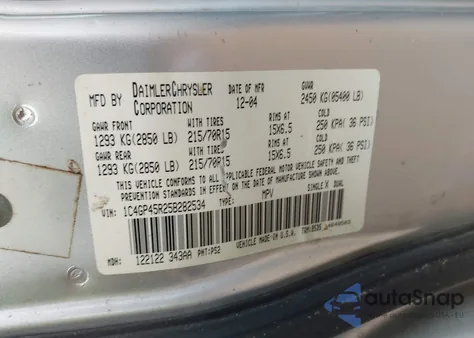 MFD BY DAIMLERCHRYSLER CORPORATION DATE OF MFR 12-04 GVWR 2450 KG(05400 LB)
GAWR FRONT WITH TIRES RIMS AT COLD
1293 KG(2850 LB) 215/70R15 15X6.5 250 KPA( 36 PSI)
GAWR REAR WITH TIRES RIMS AT COLD
1293 KG(2850 LB) 215/70R15 15X6.5 250 KPA( 36 PSI)
THIS VEHICLE CONFORMS TO ALL APPLICABLE FEDERAL MOTOR VEHICLE SAFETY AND
THEFT PREVENTION STANDARDS IN EFFECT ON THE DATE OF MANUFACTURE SHOWN ABOVE.
VIN: 1C4GP45R25B282534 TYPE: MPV SINGLE X DUAL
MDH: 122122 343AA PNT:PS2 VEHICLE MADE IN U.S.A.
autoSnap